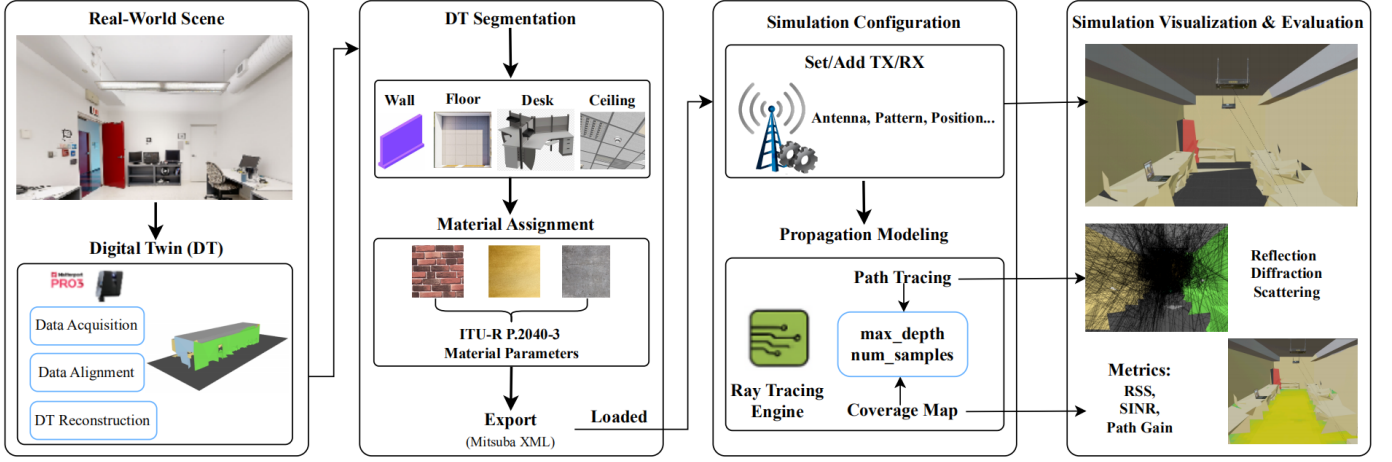 Real-World Scene
Digital Twin (DT)
Matterport
PRO3
Data Acquisition
Data Alignment
DT Reconstruction
DT Segmentation
Wall
Floor
Desk
Ceiling
Material Assignment
ITU-R P.2040-3
Material Parameters
Export
(Mitsuba XML)
Loaded
Simulation Configuration
Set/Add TX/RX
Antenna, Pattern, Position...
Propagation Modeling
Path Tracing
max_depth
num_samples
Ray Tracing
Engine
Coverage Map
Simulation Visualization & Evaluation
Reflection
Diffraction
Scattering
Metrics:
RSS,
SINR,
Path Gain